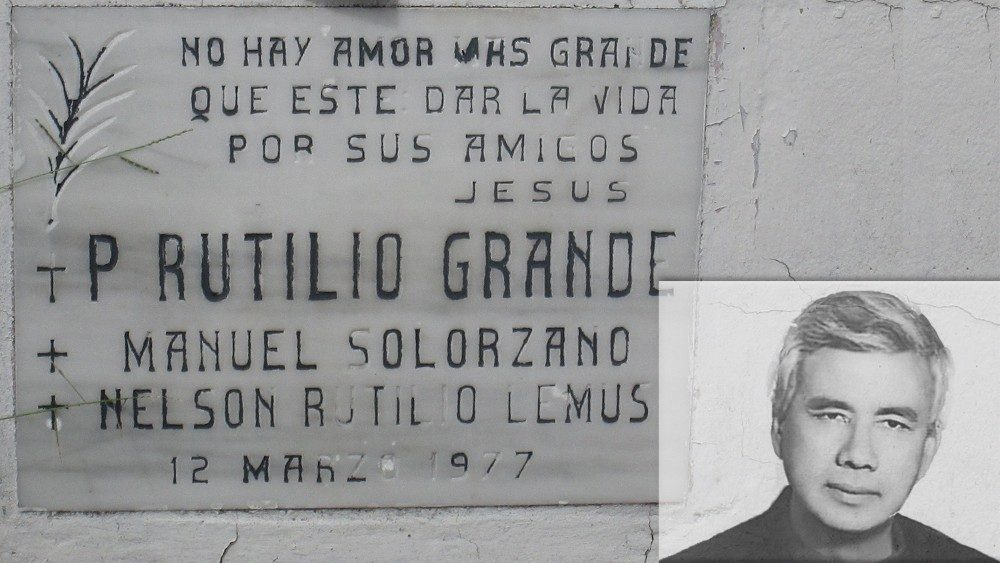 NO HAY AMOR MAS GRANDE
QUE ESTE DAR LA VIDA
POR SUS AMIGOS
JESUS
P RUTILIO GRANDE
MANUEL SOLORZANO
NELSON RUTILIO LEMUS
12 MARZO 1977